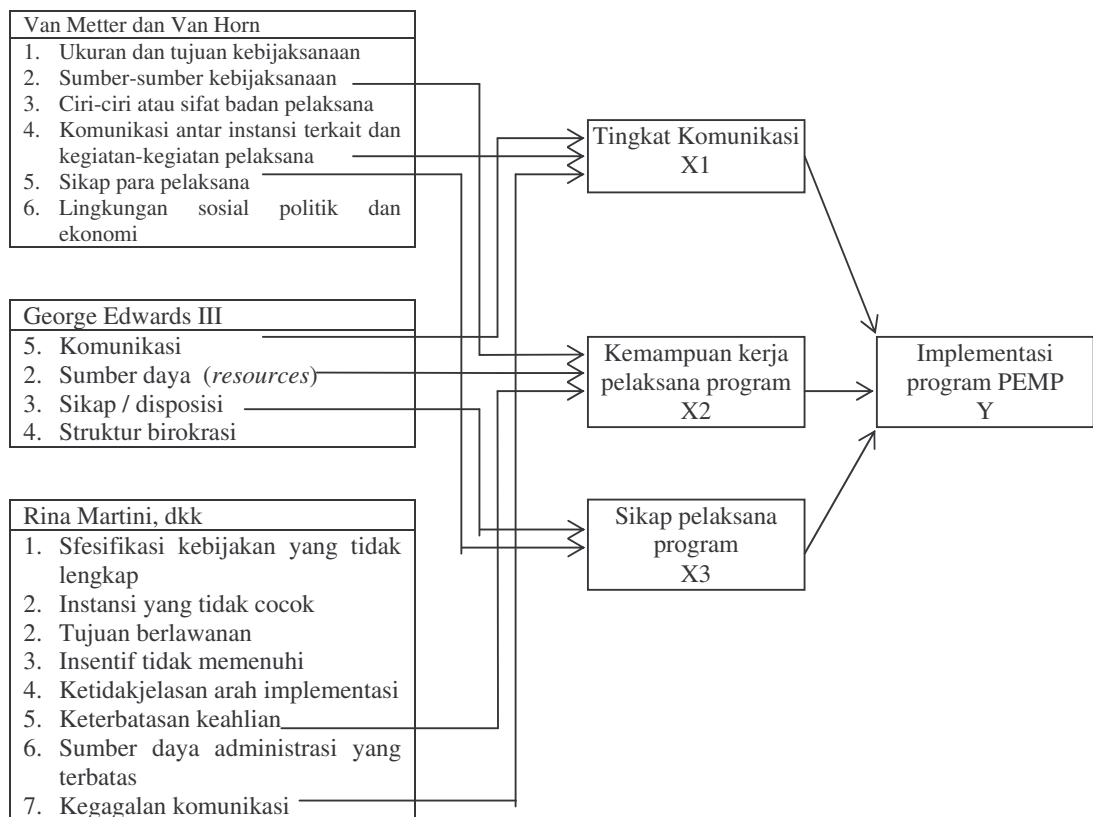 Van Metter dan Van Horn
1. Ukuran dan tujuan kebijaksanaan
2. Sumber-sumber kebijaksanaan
3. Ciri-ciri atau sifat badan pelaksana
4. Komunikasi antar instansi terkait dan
kegiatan-kegiatan pelaksana
5. Sikap para pelaksana
6. Lingkungan sosial politik dan
ekonomi
George Edwards III
5. Komunikasi
2. Sumber daya (resources)
3. Sikap / disposisi
4. Struktur birokrasi
Rina Martini, dkk
1. Sfesifikasi kebijakan yang tidak
lengkap
2. Instansi yang tidak cocok
2. Tujuan berlawanan
3. Insentif tidak memenuhi
4. Ketidakjelasan arah implementasi
5. Keterbatasan keahlian
6. Sumber daya administrasi yang
terbatas
7. Kegagalan komunikasi
Tingkat Komunikasi
X1
Kemampuan kerja
pelaksana program
X2
Sikap pelaksana
program
X3
Implementasi
program PEMP
Y